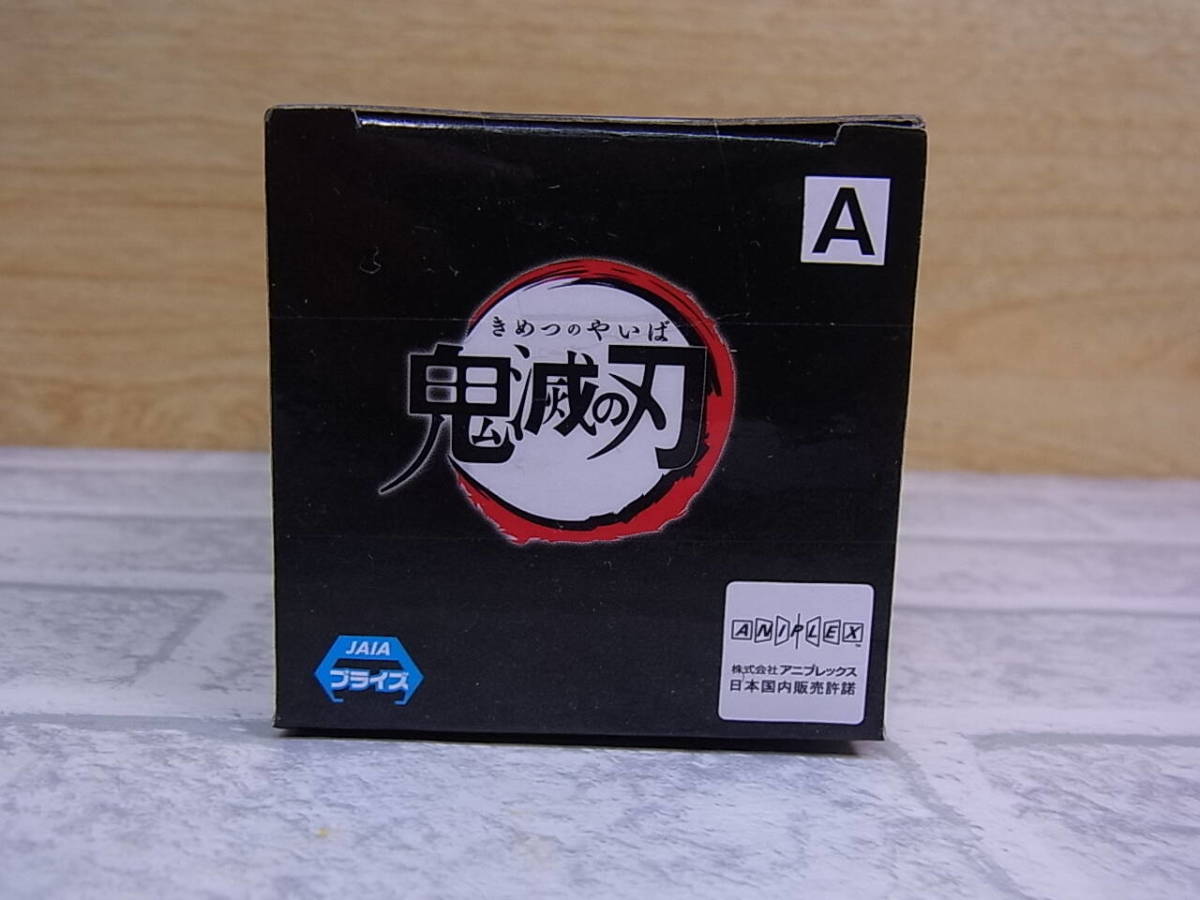 A
きめつのやいば
鬼滅の刃
JAIA
プライズ
ANIPLEX
株式会社アニプレックス
日本国内販売許諾